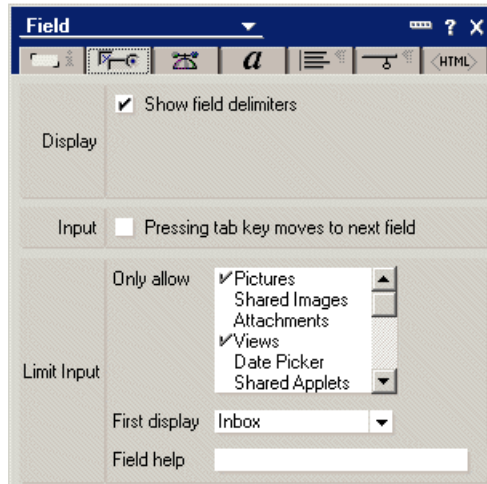 Field ? X
a <HTML>
Show field delimiters
Display
Input Pressing tab key moves to next field
Only allow Pictures
Shared Images
Attachments
Views
Date Picker
Limit Input Shared Applets
First display Inbox
Field help